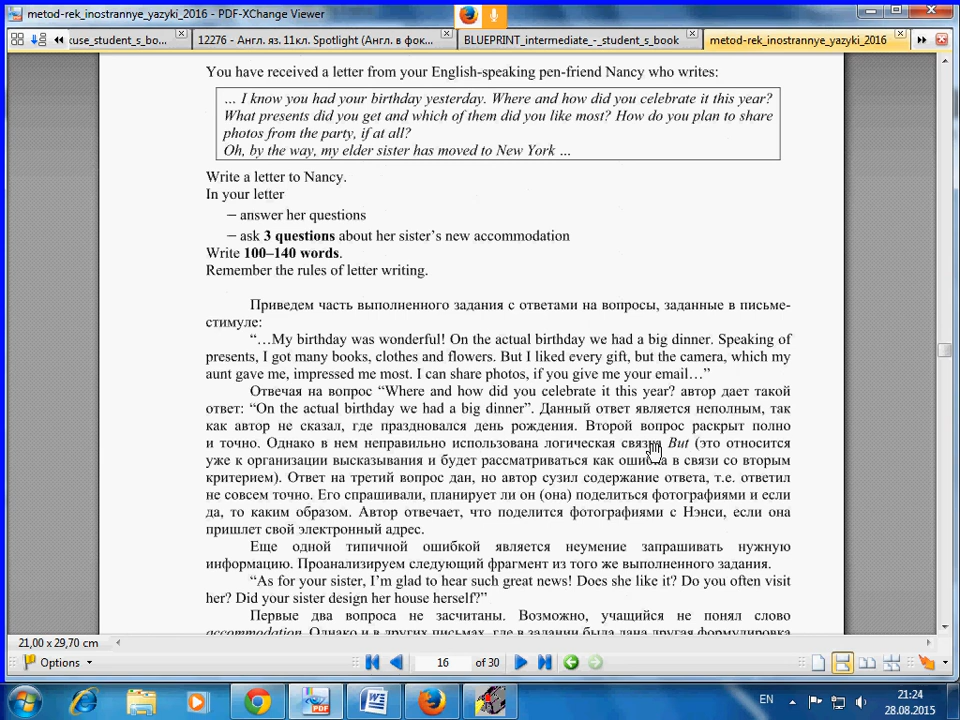 metod-rek_inostrannye_yazyki_2016 - PDF-XChange Viewer
kuse_student_s_bo...
12276 - Англ. яз. 11кл. Spotlight (Англ. в фок...
BLUEPRINT_intermediate_-_student_s_book
metod-rek_inostrannye_yazyki_2016
You have received a letter from your English-speaking pen-friend Nancy who writes:
… I know you had your birthday yesterday. Where and how did you celebrate it this year?
What presents did you get and which of them did you like most? How do you plan to share
photos from the party, if at all?
Oh, by the way, my elder sister has moved to New York …
Write a letter to Nancy.
In your letter
– answer her questions
– ask 3 questions about her sister’s new accommodation
Write 100–140 words.
Remember the rules of letter writing.
Приведем часть выполненного задания с ответами на вопросы, заданные в письме-
стимуле:
“…My birthday was wonderful! On the actual birthday we had a big dinner. Speaking of
presents, I got many books, clothes and flowers. But I liked every gift, but the camera, which my
aunt gave me, impressed me most. I can share photos, if you give me your email…”
Отвечая на вопрос “Where and how did you celebrate it this year? автор дает такой
ответ: “On the actual birthday we had a big dinner”. Данный ответ является неполным, так
как автор не сказал, где праздновался день рождения. Второй вопрос раскрыт полно
и точно. Однако в нем неправильно использована логическая связка But (это относится
уже к организации высказывания и будет рассматриваться как ошибка в связи со вторым
критерием). Ответ на третий вопрос дан, но автор сузил содержание ответа, т.е. ответил
не совсем точно. Его спрашивали, планирует ли он (она) поделиться фотографиями и если
да, то каким образом. Автор отвечает, что поделится фотографиями с Нэнси, если она
пришлет свой электронный адрес.
Еще одной типичной ошибкой является неумение запрашивать нужную
информацию. Проанализируем следующий фрагмент из того же выполненного задания.
“As for your sister, I’m glad to hear such great news! Does she like it? Do you often visit
her? Did your sister design her house herself?”
Первые два вопроса не засчитаны. Возможно, учащийся не понял слово
accommodation. Однако и в других письмах, где в задании была дана другая формулировка
21,00 x 29,70 cm
Options
16 of 30
EN
21:24
28.08.2015